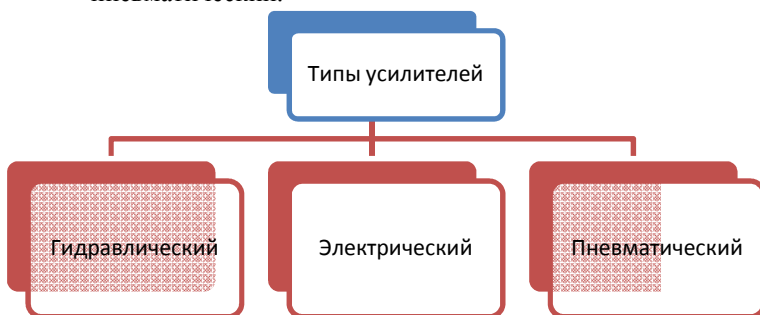 Типы усилителей
Гидравлический
Электрический
Пневматический